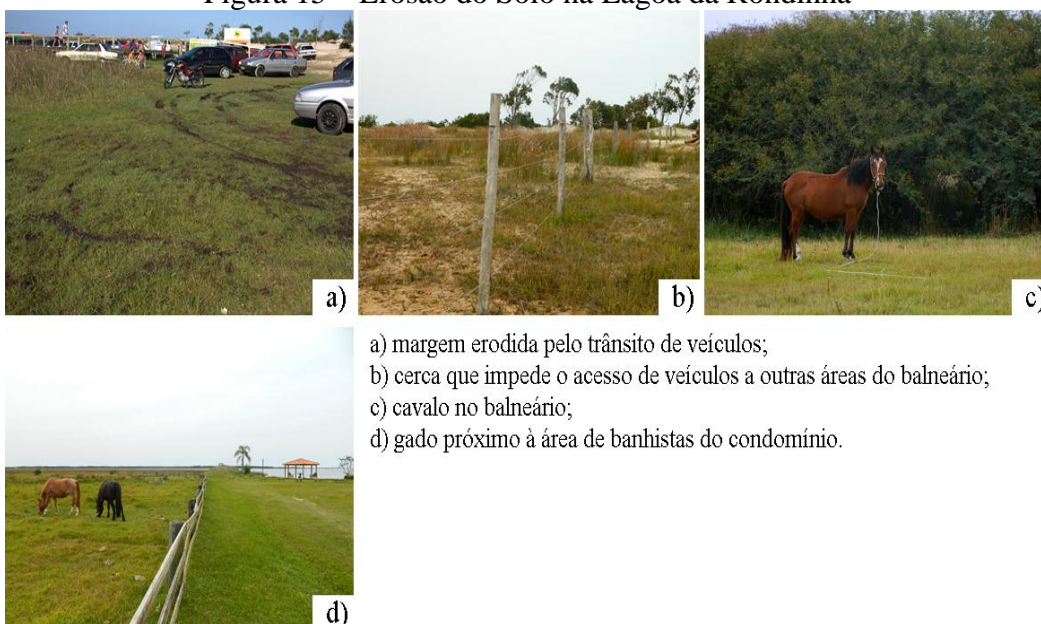 Figura 15 – Erosão do Solo na Lagoa da Rondinha
a)
b)
c)
a) margem erodida pelo trânsito de veículos;
b) cerca que impede o acesso de veículos a outras áreas do balneário;
c) cavalo no balneário;
d) gado próximo à área de banhistas do condomínio.
d)